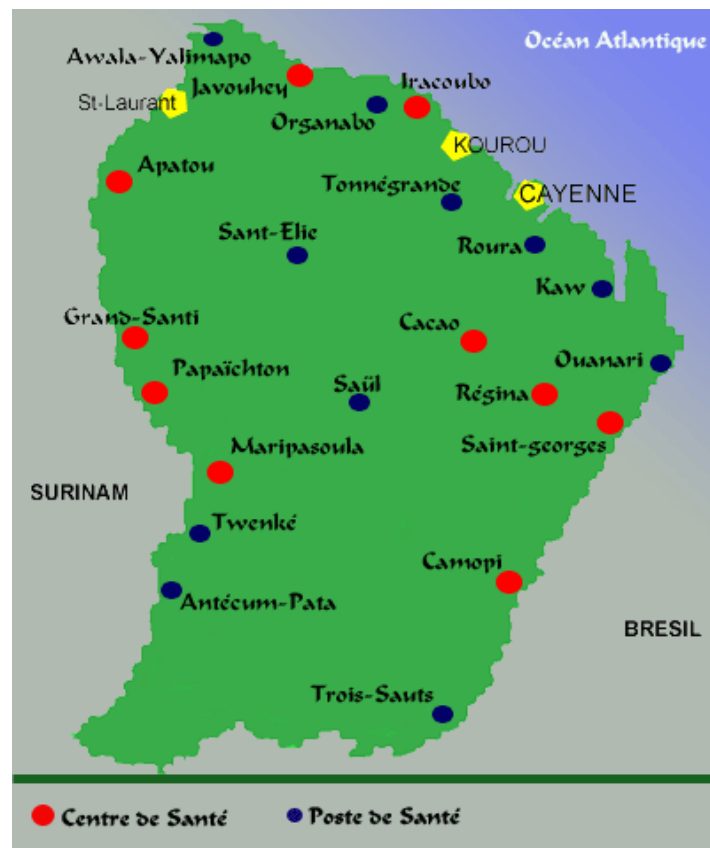 Océan Atlantique
Awala-Yalimapo
Javouhey
Iracoubo
St-Laurant
Organabo
KOUROU
Apatou
Tonnégrande
CAYENNE
Sant-Elie
Roura
Kaw
Grand-Santi
Cacao
Ouanari
Papaïchton
Saül
Régina
Maripasoula
Saint-georges
SURINAM
Twenké
Camopi
Antécum-Pata
BRESIL
Trois-Sauts
Centre de Santé
Poste de Santé